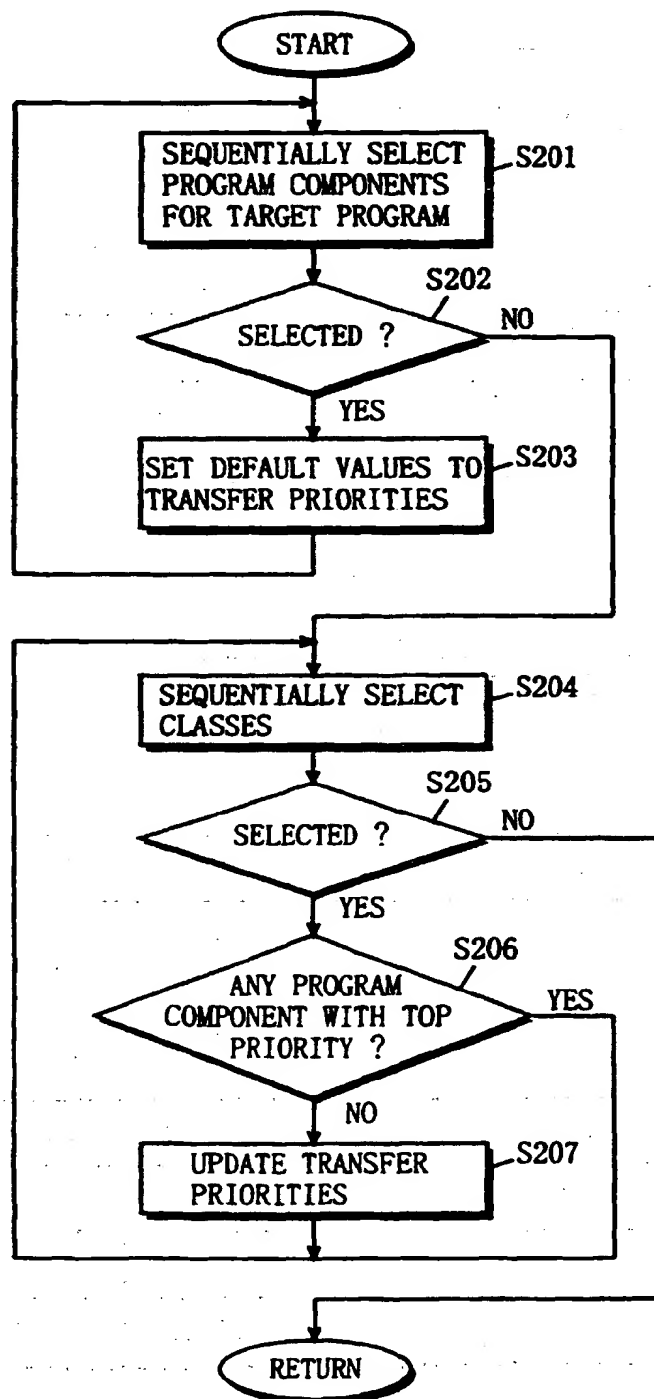 START
SEQUENTIALLY SELECT
PROGRAM COMPONENTS
FOR TARGET PROGRAM
S201
S202
SELECTED ?
NO
YES
SET DEFAULT VALUES TO
TRANSFER PRIORITIES
S203
SEQUENTIALLY SELECT
CLASSES
S204
S205
SELECTED ?
NO
YES
S206
ANY PROGRAM
COMPONENT WITH TOP
PRIORITY ?
YES
NO
UPDATE TRANSFER
PRIORITIES
S207
RETURN